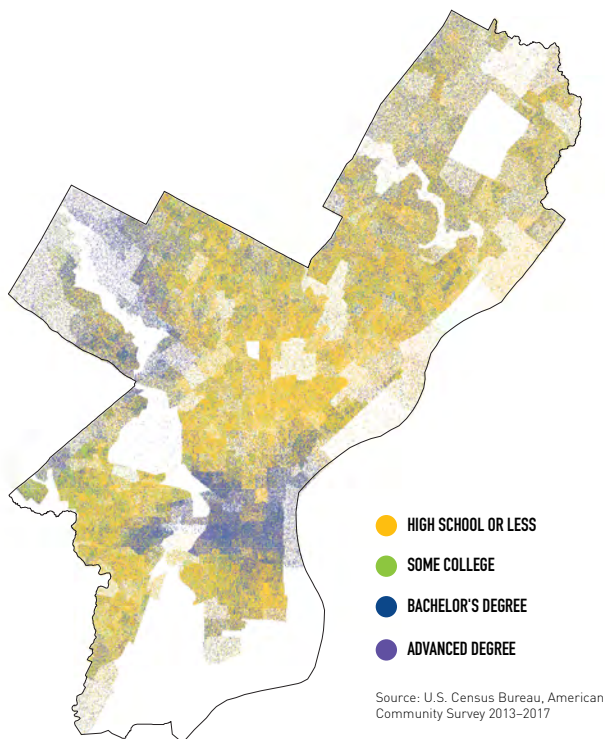 HIGH SCHOOL OR LESS
SOME COLLEGE
BACHELOR'S DEGREE
ADVANCED DEGREE
Source: U.S. Census Bureau, American
Community Survey 2013–2017